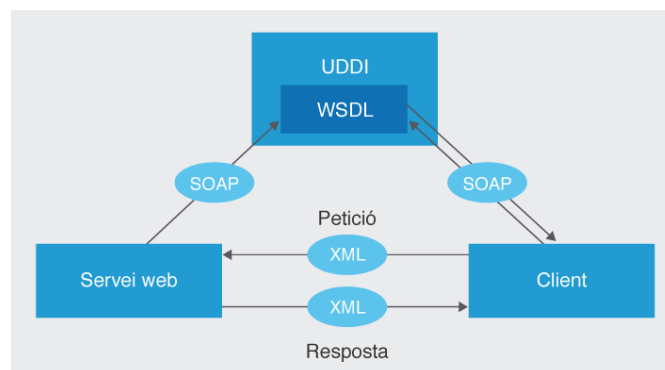 UDDI
WSDL
SOAP
SOAP
Petició
XML
Servei web
Client
XML
Resposta